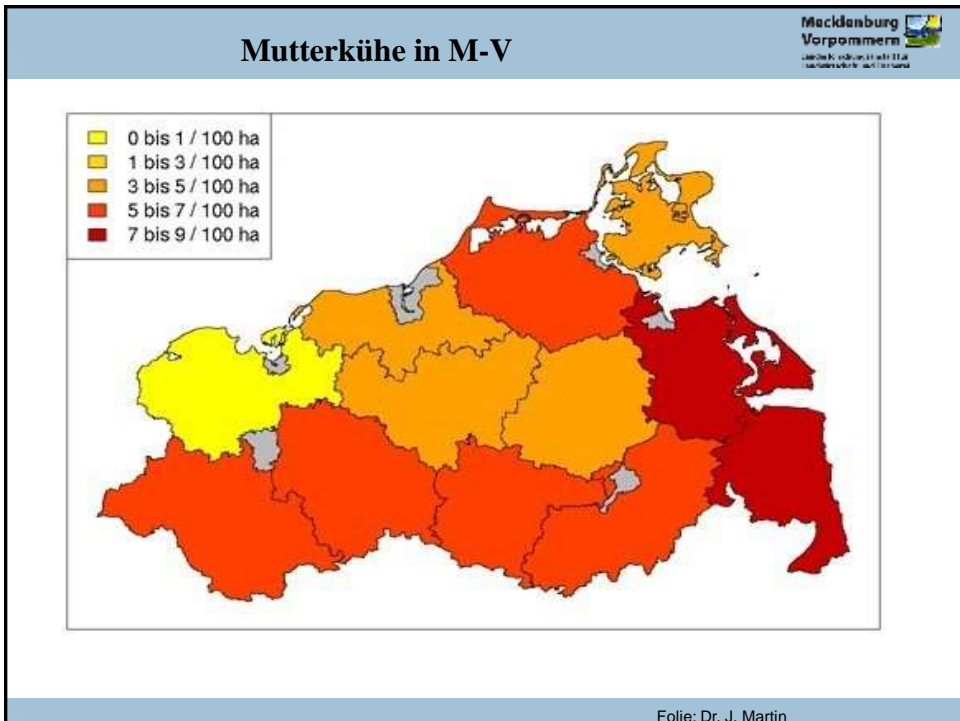 Mutterkühe in M-V
Mecklenburg
Vorpommern
0 bis 1 / 100 ha
1 bis 3 / 100 ha
3 bis 5 / 100 ha
5 bis 7 / 100 ha
7 bis 9 / 100 ha
Folie: Dr. J. Martin